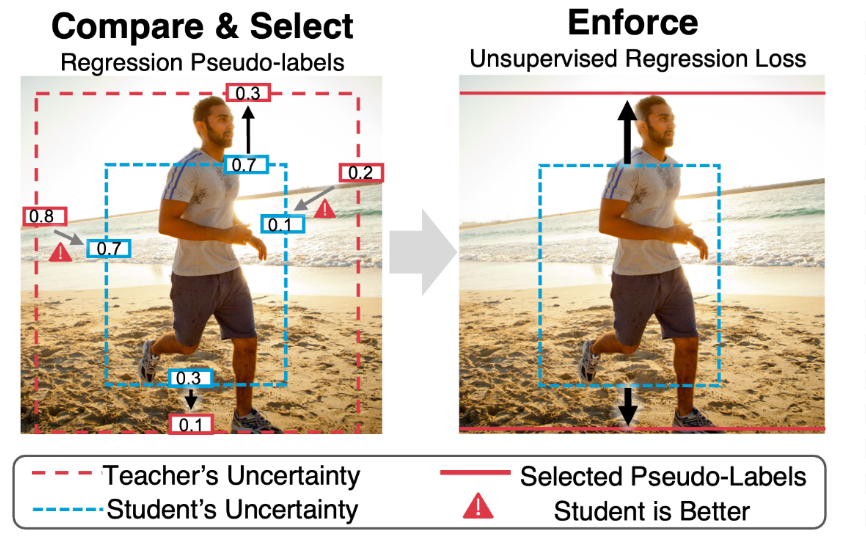 Compare & Select
Regression Pseudo-labels
0.3
0.7
0.2
0.8
0.1
0.7
0.3
0.1
Enforce
Unsupervised Regression Loss
Teacher's Uncertainty
Selected Pseudo-Labels
Student's Uncertainty
Student is Better